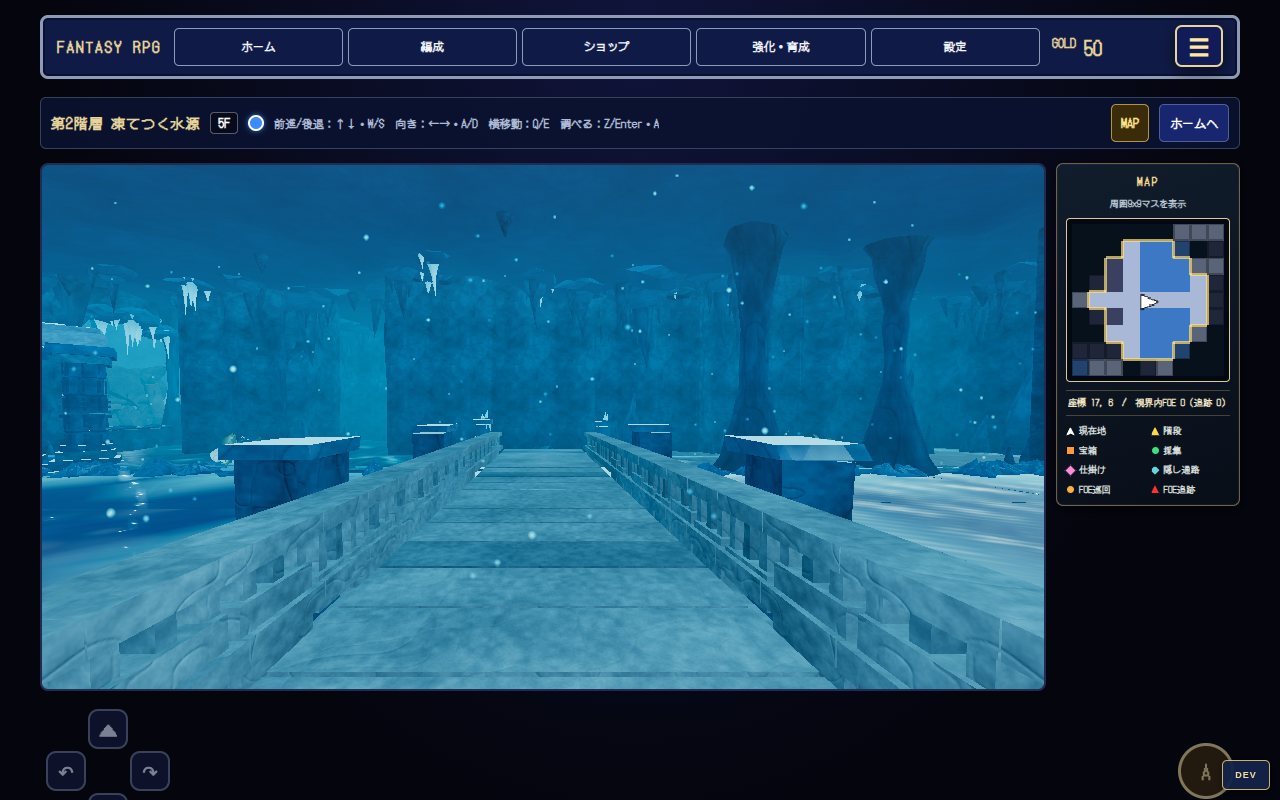 FANTASY RPG ホーム 編成 ショップ 強化・育成 設定 GOLD 50
第2階層 凍てつく水源 5F 前進/後退：↑↓・W/S 向き：←→・A/D 横移動：Q/E 調べる：Z/Enter・A MAP ホームへ
MAP
周囲9x9マスを表示
座標 17, 6 / 視界内FOE 0 (追跡 0)
現在地 階段
宝箱 採集
仕掛け 隠し通路
FOE巡回 FOE追跡
A DEV